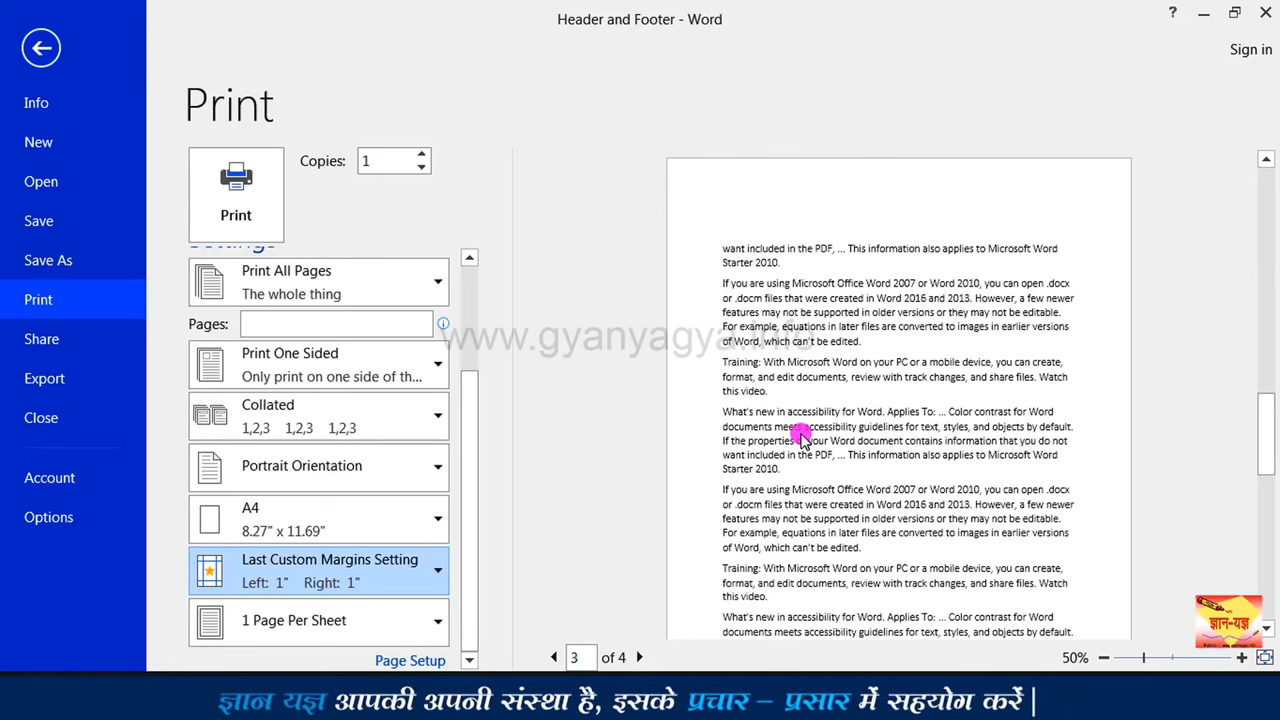 Header and Footer - Word
?
Sign in
Info
New
Open
Save
Save As
Print
Share
Export
Close
Account
Options
Print
Print
Copies: 1
Settings
Print All Pages
The whole thing
Pages:
Print One Sided
Only print on one side of th...
Collated
1,2,3 1,2,3 1,2,3
Portrait Orientation
A4
8.27" x 11.69"
Last Custom Margins Setting
Left: 1" Right: 1"
1 Page Per Sheet
Page Setup
want included in the PDF, ... This information also applies to Microsoft Word
Starter 2010.
If you are using Microsoft Office Word 2007 or Word 2010, you can open .docx
or .docm files that were created in Word 2016 and 2013. However, a few newer
features may not be supported in older versions or they may not be editable.
For example, equations in later files are converted to images in earlier versions
of Word, which can't be edited.
Training: With Microsoft Word on your PC or a mobile device, you can create,
format, and edit documents, review with track changes, and share files. Watch
this video.
What's new in accessibility for Word. Applies To: ... Color contrast for Word
documents meets accessibility guidelines for text, styles, and objects by default.
If the properties of your Word document contains information that you do not
want included in the PDF, ... This information also applies to Microsoft Word
Starter 2010.
If you are using Microsoft Office Word 2007 or Word 2010, you can open .docx
or .docm files that were created in Word 2016 and 2013. However, a few newer
features may not be supported in older versions or they may not be editable.
For example, equations in later files are converted to images in earlier versions
of Word, which can't be edited.
Training: With Microsoft Word on your PC or a mobile device, you can create,
format, and edit documents, review with track changes, and share files. Watch
this video.
What's new in accessibility for Word. Applies To: ... Color contrast for Word
documents meets accessibility guidelines for text, styles, and objects by default.
www.gyanyagya.info
3 of 4
50%
ज्ञान-यज्ञ
ज्ञान यज्ञ आपकी अपनी संस्था है, इसके प्रचार – प्रसार में सहयोग करें |